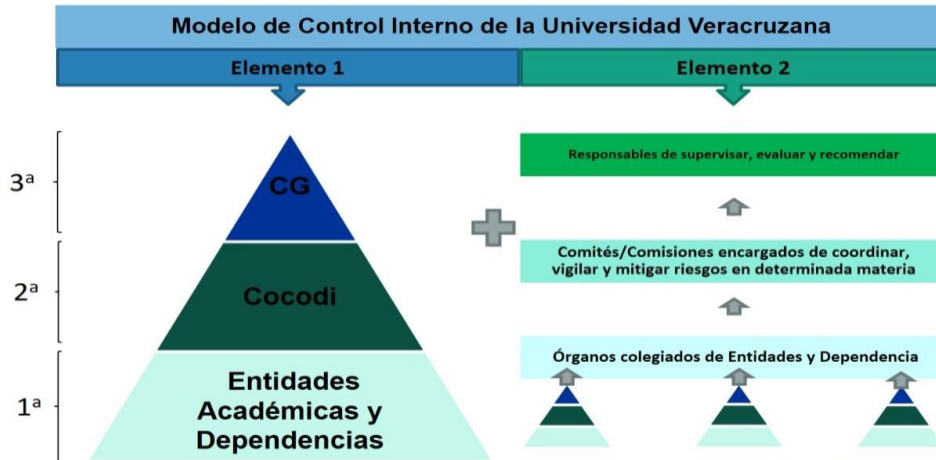 Modelo de Control Interno de la Universidad Veracruzana
Elemento 1
Elemento 2
3ª
CG
2ª
Cocodi
1ª
Entidades
Académicas y
Dependencias
Responsables de supervisar, evaluar y recomendar
Comités/Comisiones encargados de coordinar,
vigilar y mitigar riesgos en determinada materia
Órganos colegiados de Entidades y Dependencia